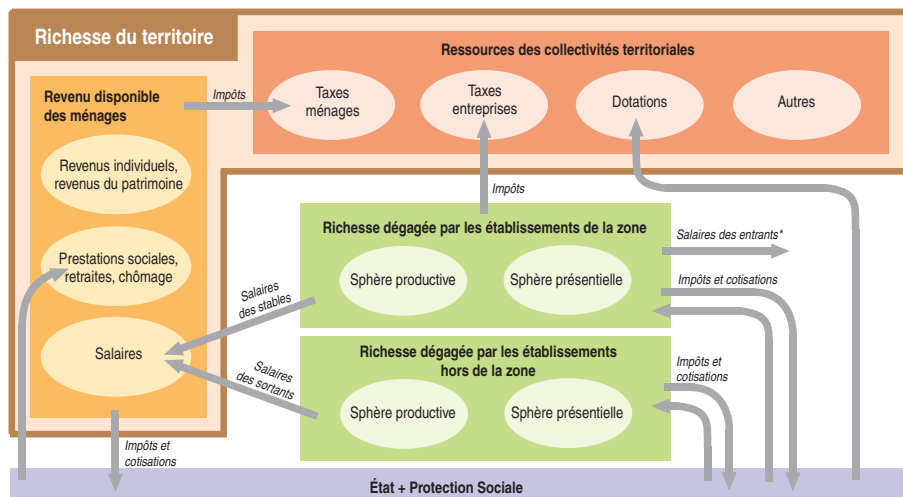 Richesse du territoire
Ressources des collectivités territoriales
Revenu disponible
des ménages
Impôts
Taxes
ménages
Taxes
entreprises
Dotations
Autres
Revenus individuels,
revenus du patrimoine
Impôts
Richesse dégagée par les établissements de la zone
Salaires des entrants*
Prestations sociales,
retraites, chômage
Salaires
des stables
Sphère productive
Sphère présentielle
Impôts et cotisations
Salaires
Salaires
des sortants
Richesse dégagée par les établissements
hors de la zone
Impôts et
cotisations
Sphère productive
Sphère présentielle
Impôts et
cotisations
État + Protection Sociale